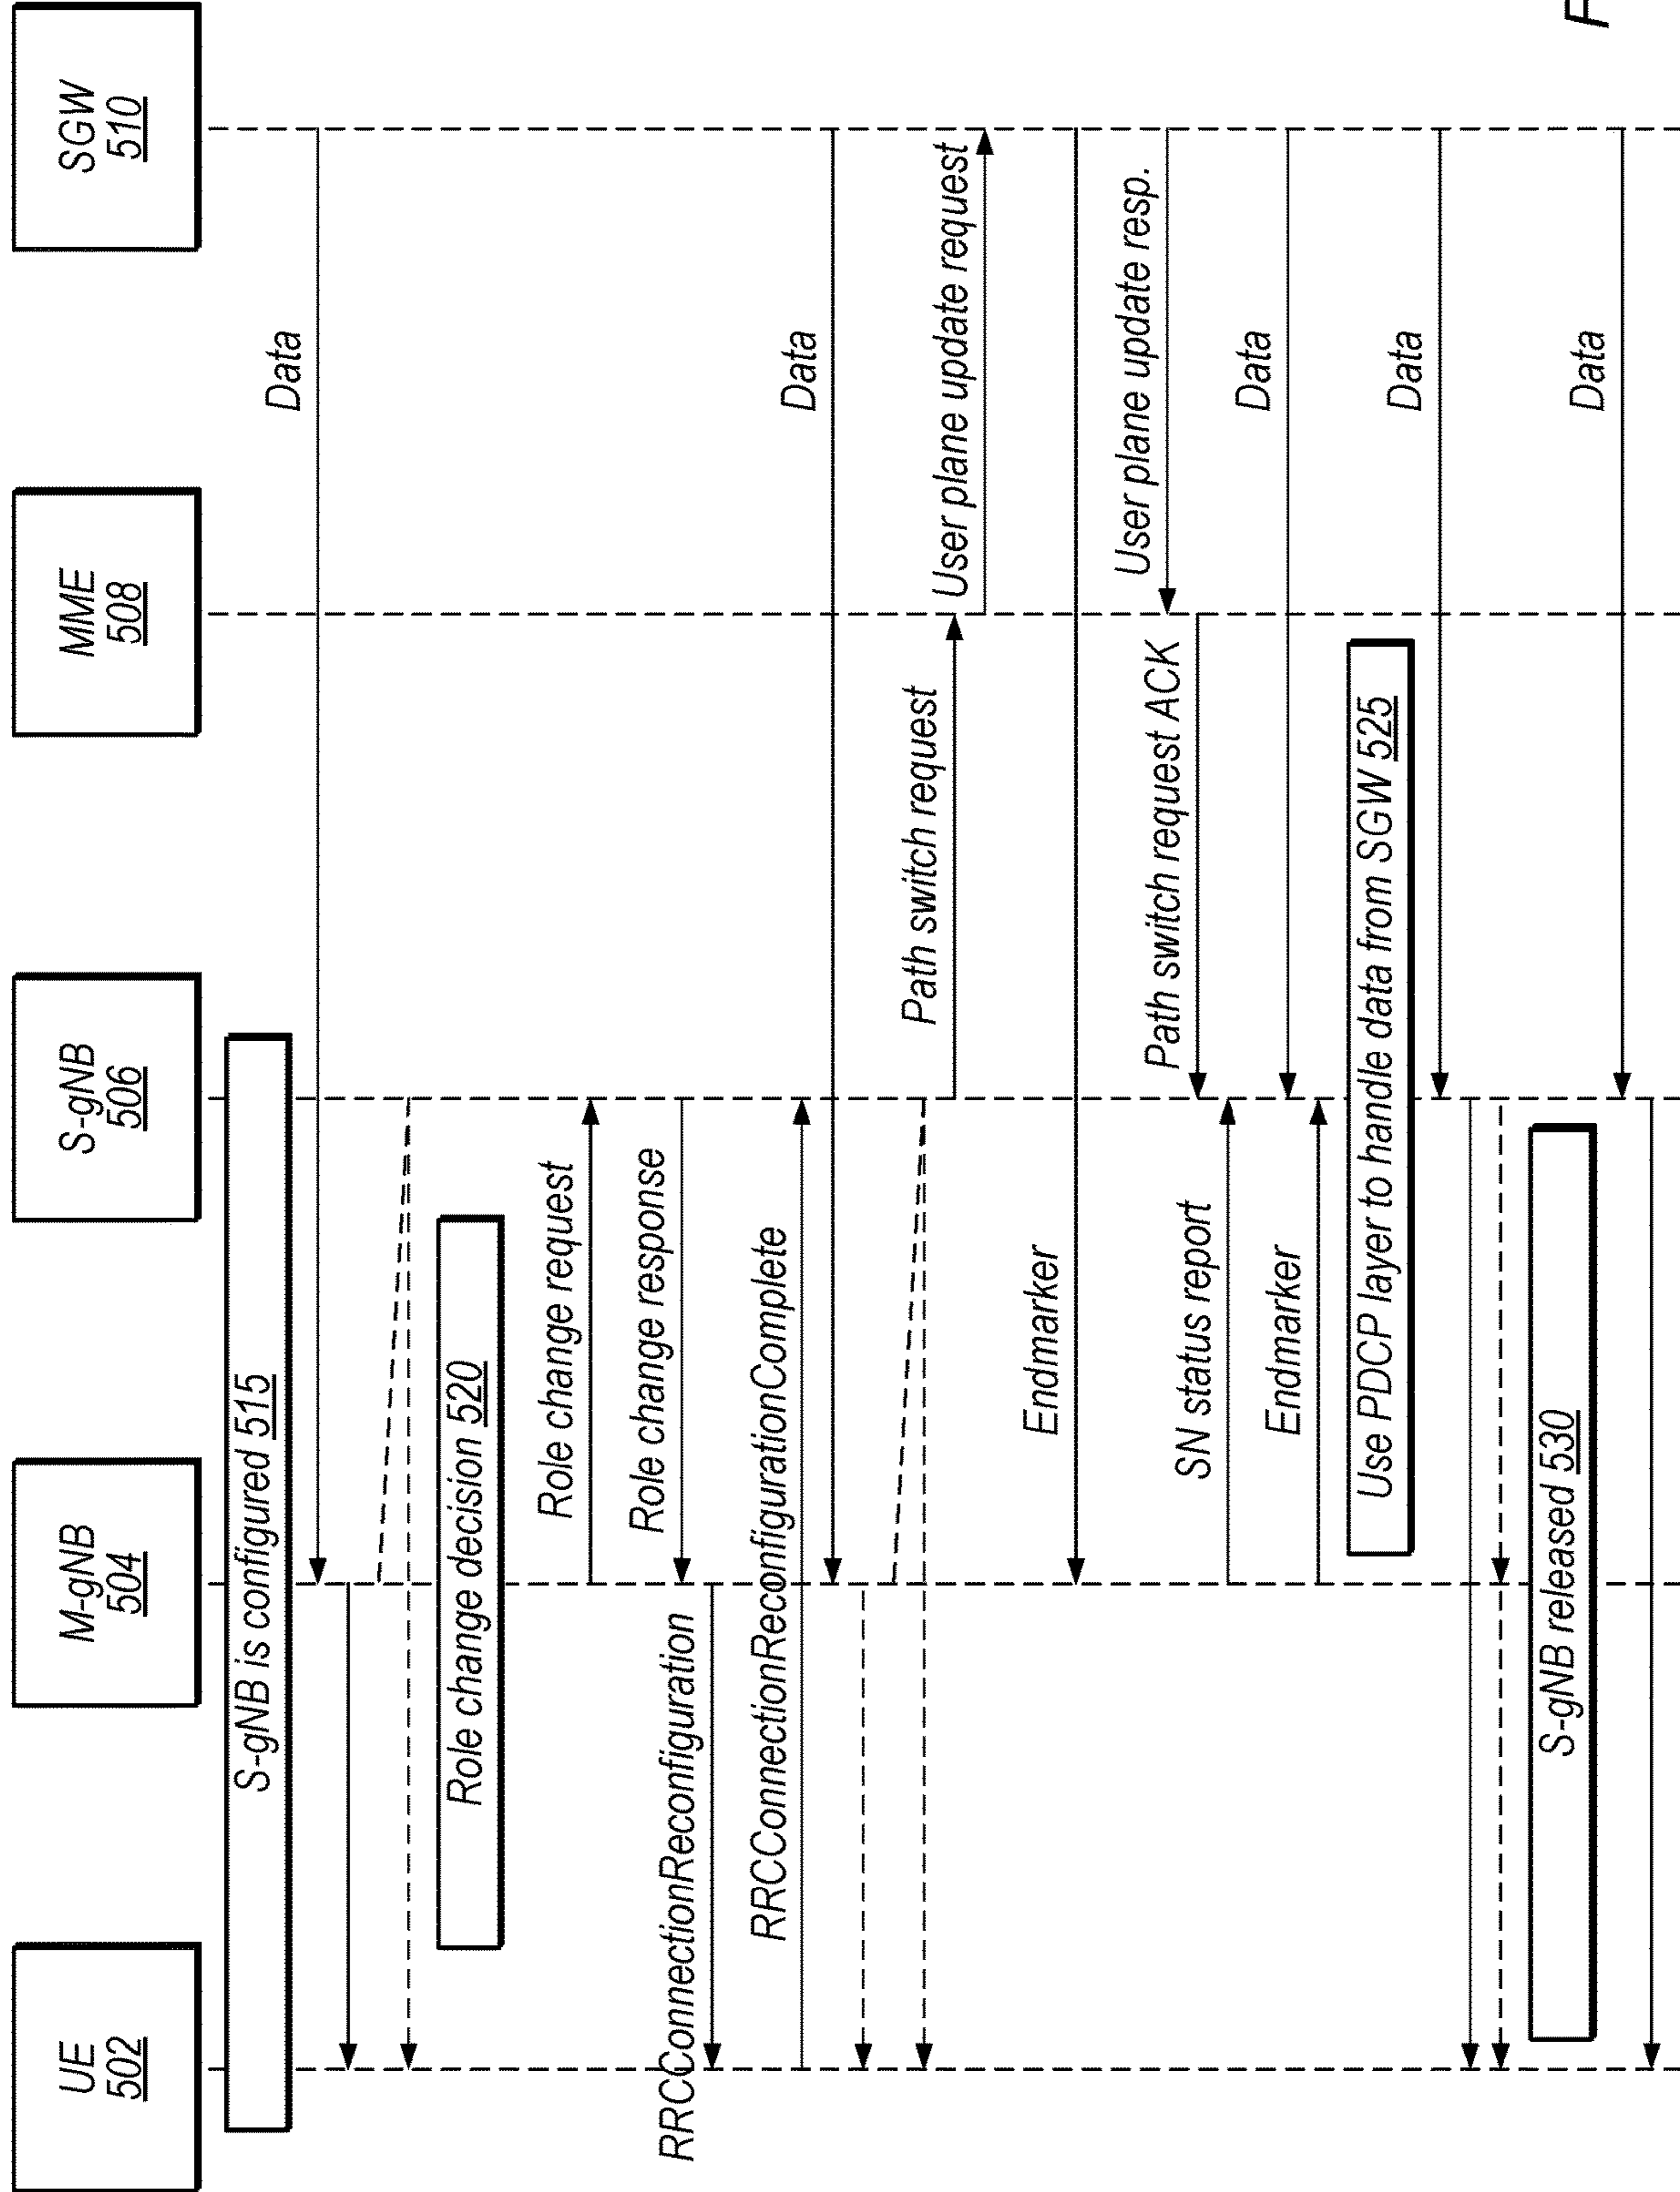 UE
502
M-gNB
504
S-gNB
506
MME
508
SGW
510
S-gNB is configured 515
Data
Role change decision 520
Role change request
Role change response
RRCConnectionReconfiguration
RRCConnectionReconfigurationComplete
Data
Path switch request
User plane update request
Endmarker
User plane update resp.
Path switch request ACK
SN status report
Data
Endmarker
Use PDCP layer to handle data from SGW 525
Data
S-gNB released 530
Data